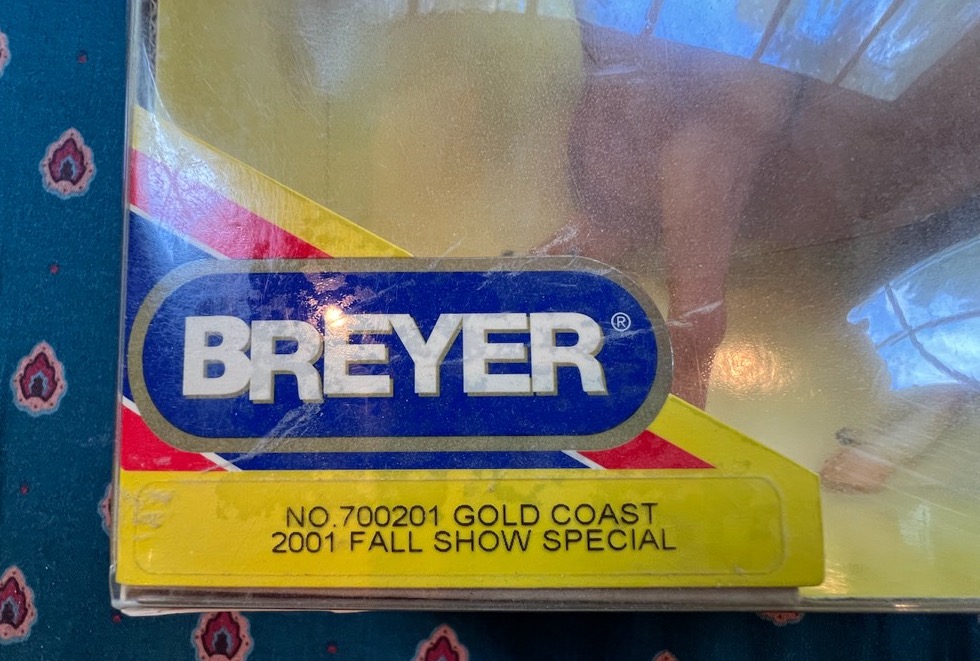 BREYER®
NO.700201 GOLD COAST
2001 FALL SHOW SPECIAL